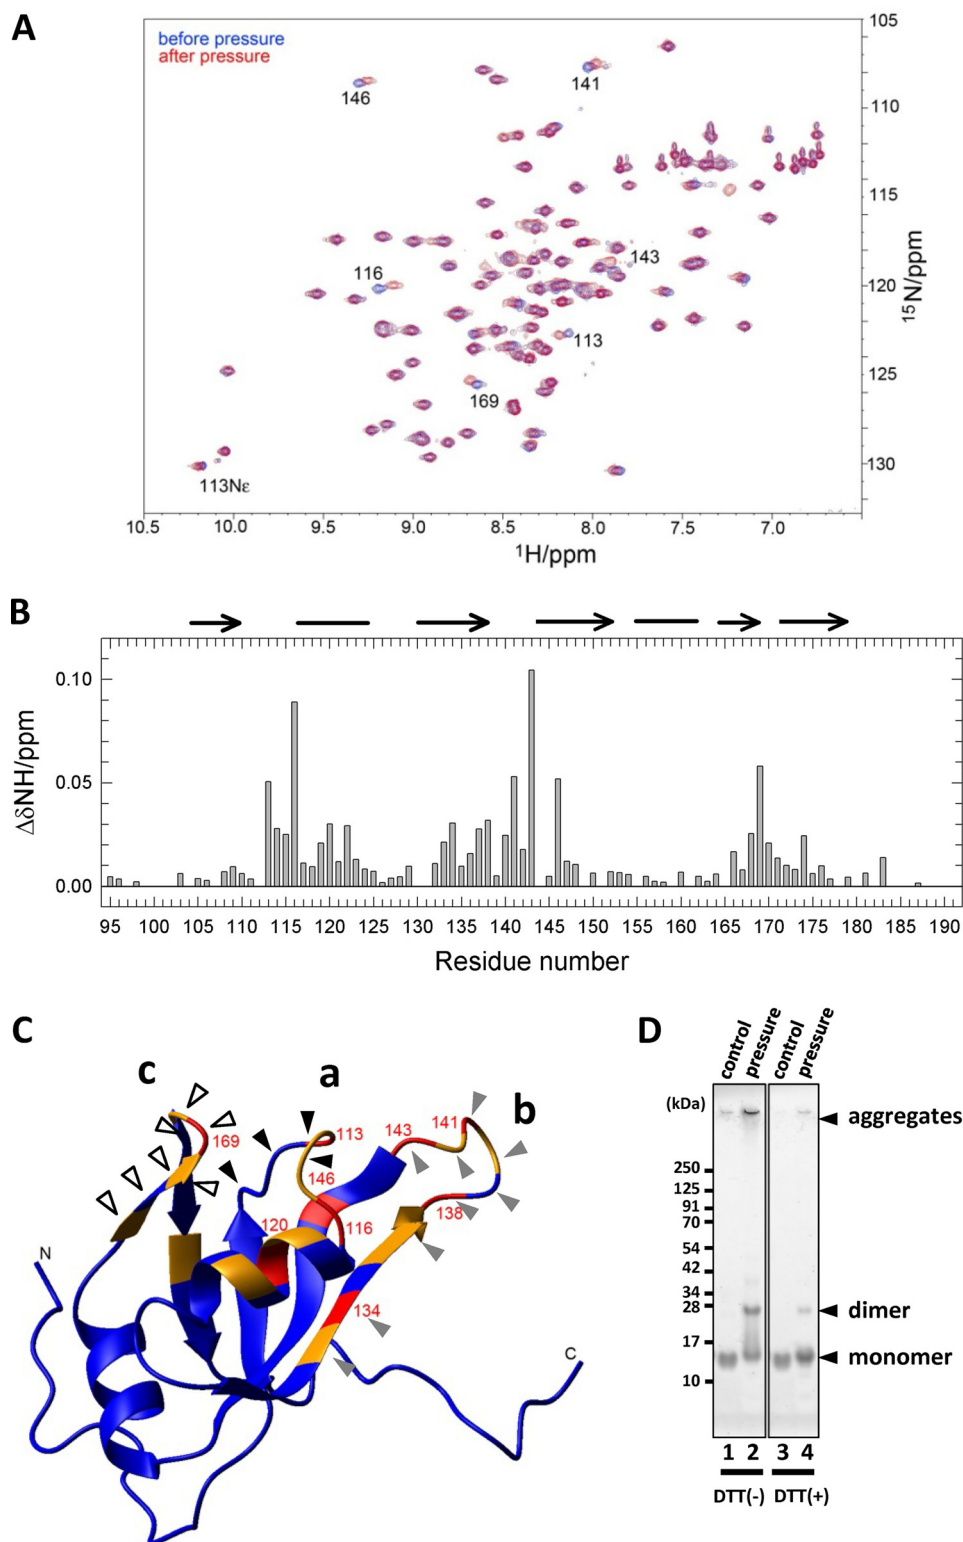 A
before pressure
after pressure
146
141
116
143
113
169
113Nε
105
110
115
120
125
130
15N/ppm
10.5 10.0 9.5 9.0 8.5 8.0 7.5 7.0
1H/ppm
B
0.10
0.05
0.00
ΔδNH/ppm
95 100 105 110 115 120 125 130 135 140 145 150 155 160 165 170 175 180 185 190
Residue number
C
c
a
b
169
113
146
143
141
120
116
138
134
N
C
D
control
pressure
control
pressure
(kDa)
aggregates
250
125
91
70
54
42
34
28
dimer
17
monomer
10
1 2 3 4
DTT(-) DTT(+)